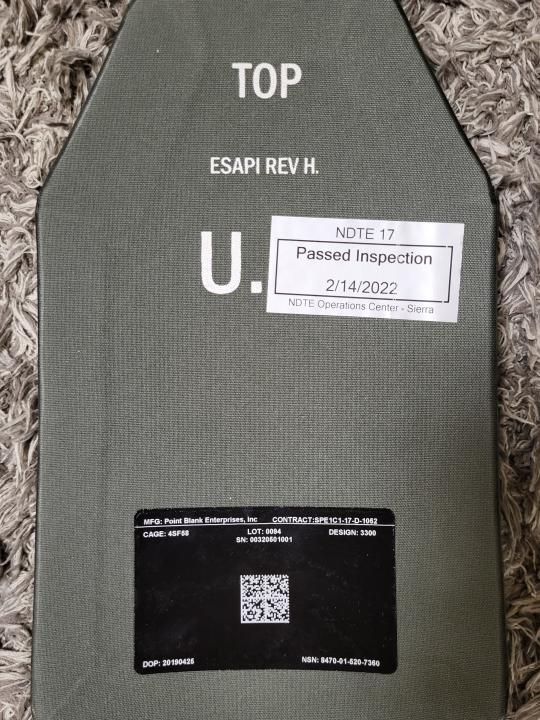 TOP
ESAPI REV H.
U.
NDTE 17
Passed Inspection
2/14/2022
NDTE Operations Center - Sierra
MFG: Point Blank Enterprises, Inc CONTRACT:SPE1C1-17-D-1052
CAGE: 4SF58 LOT: 0094 DESIGN: 3300
SN: 00320501001
DOP: 20190425 NSN: 8470-01-520-7360